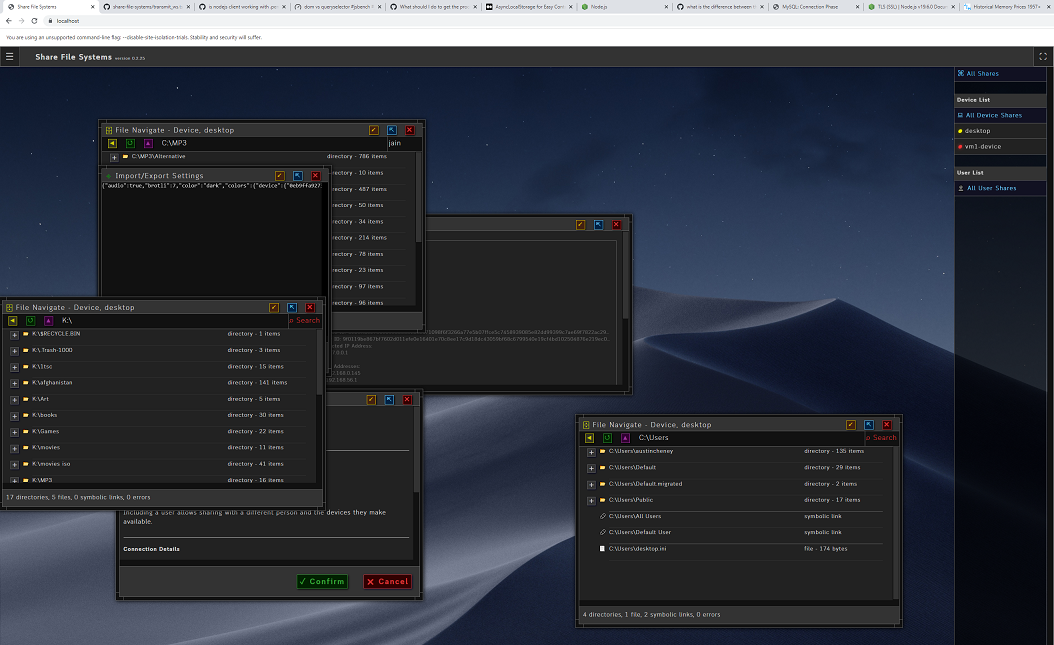 Share File Systems
share-file-systems/transmit_ws.t
is nodejs client working with .px
dom vs queryselector #jsbench #
What should I do to get the prox
AsyncLocalStorage for Easy Cont
Node.js
what is the difference between I
MySQL: Connection Phase
TLS (SSL) | Node.js v19.6.0 Docum
Historical Memory Prices 1957+
localhost
You are using an unsupported command-line flag: --disable-site-isolation-trials. Stability and security will suffer.
Share File Systems version 0.2.25
All Shares
Device List
All Device Shares
desktop
vm1-device
User List
All User Shares
File Navigate - Device, desktop
C:\MP3
jain
C:\MP3\Alternative directory - 786 items
directory - 10 items
directory - 487 items
directory - 50 items
directory - 34 items
directory - 214 items
directory - 78 items
directory - 23 items
directory - 97 items
directory - 96 items
Import/Export Settings
{"audio":true,"brotli":7,"color":"dark","colors":{"device":{"0eb9ffa927
ted IP Address
Addresses:
File Navigate - Device, desktop
K:\
Search
K:\$RECYCLE.BIN directory - 1 items
K:\.Trash-1000 directory - 3 items
K:\1tsc directory - 15 items
K:\afghanistan directory - 141 items
K:\Art directory - 5 items
K:\books directory - 30 items
K:\Games directory - 22 items
K:\movies directory - 11 items
K:\movies iso directory - 41 items
K:\MP3 directory - 16 items
17 directories, 5 files, 0 symbolic links, 0 errors
Including a user allows sharing with a different person and the devices they make
available.
Connection Details
Confirm
Cancel
File Navigate - Device, desktop
C:\Users
Search
C:\Users\austincheney directory - 135 items
C:\Users\Default directory - 29 items
C:\Users\Default.migrated directory - 2 items
C:\Users\Public directory - 17 items
C:\Users\All Users symbolic link
C:\Users\Default User symbolic link
C:\Users\desktop.ini file - 174 bytes
4 directories, 1 file, 2 symbolic links, 0 errors